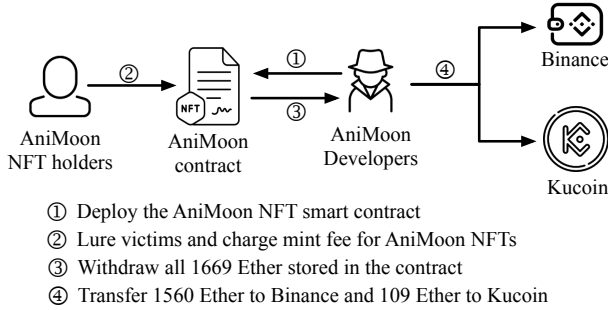 ①
④
②
NFT
③
Binance
AniMoon
NFT holders
AniMoon
contract
AniMoon
Developers
Kucoin
① Deploy the AniMoon NFT smart contract
② Lure victims and charge mint fee for AniMoon NFTs
③ Withdraw all 1669 Ether stored in the contract
④ Transfer 1560 Ether to Binance and 109 Ether to Kucoin